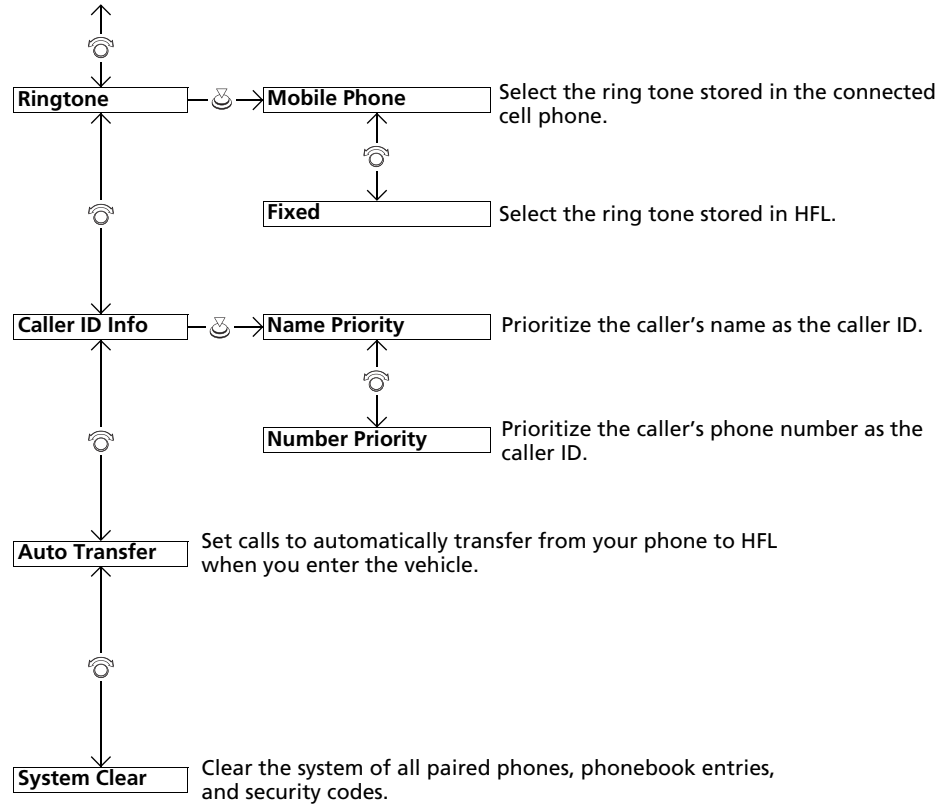 Ringtone
Mobile Phone
Select the ring tone stored in the connected
cell phone.
Fixed
Select the ring tone stored in HFL.
Caller ID Info
Name Priority
Prioritize the caller’s name as the caller ID.
Number Priority
Prioritize the caller’s phone number as the
caller ID.
Auto Transfer
Set calls to automatically transfer from your phone to HFL
when you enter the vehicle.
System Clear
Clear the system of all paired phones, phonebook entries,
and security codes.